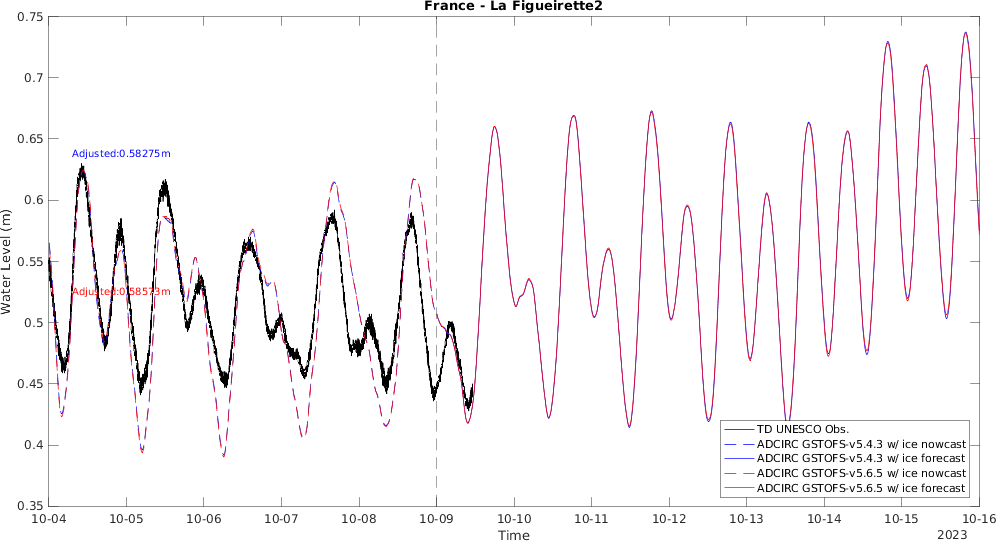 France - La Figueirette2
0.75
0.7
0.65
0.6
0.55
0.5
0.45
0.4
0.35
Water Level (m)
Adjusted:0.58275m
Adjusted:0.58573m
TD UNESCO Obs.
ADCIRC GSTOFS-v5.4.3 w/ ice nowcast
ADCIRC GSTOFS-v5.4.3 w/ ice forecast
ADCIRC GSTOFS-v5.6.5 w/ ice nowcast
ADCIRC GSTOFS-v5.6.5 w/ ice forecast
10-04 10-05 10-06 10-07 10-08 10-09 10-10 10-11 10-12 10-13 10-14 10-15 10-16
Time
2023